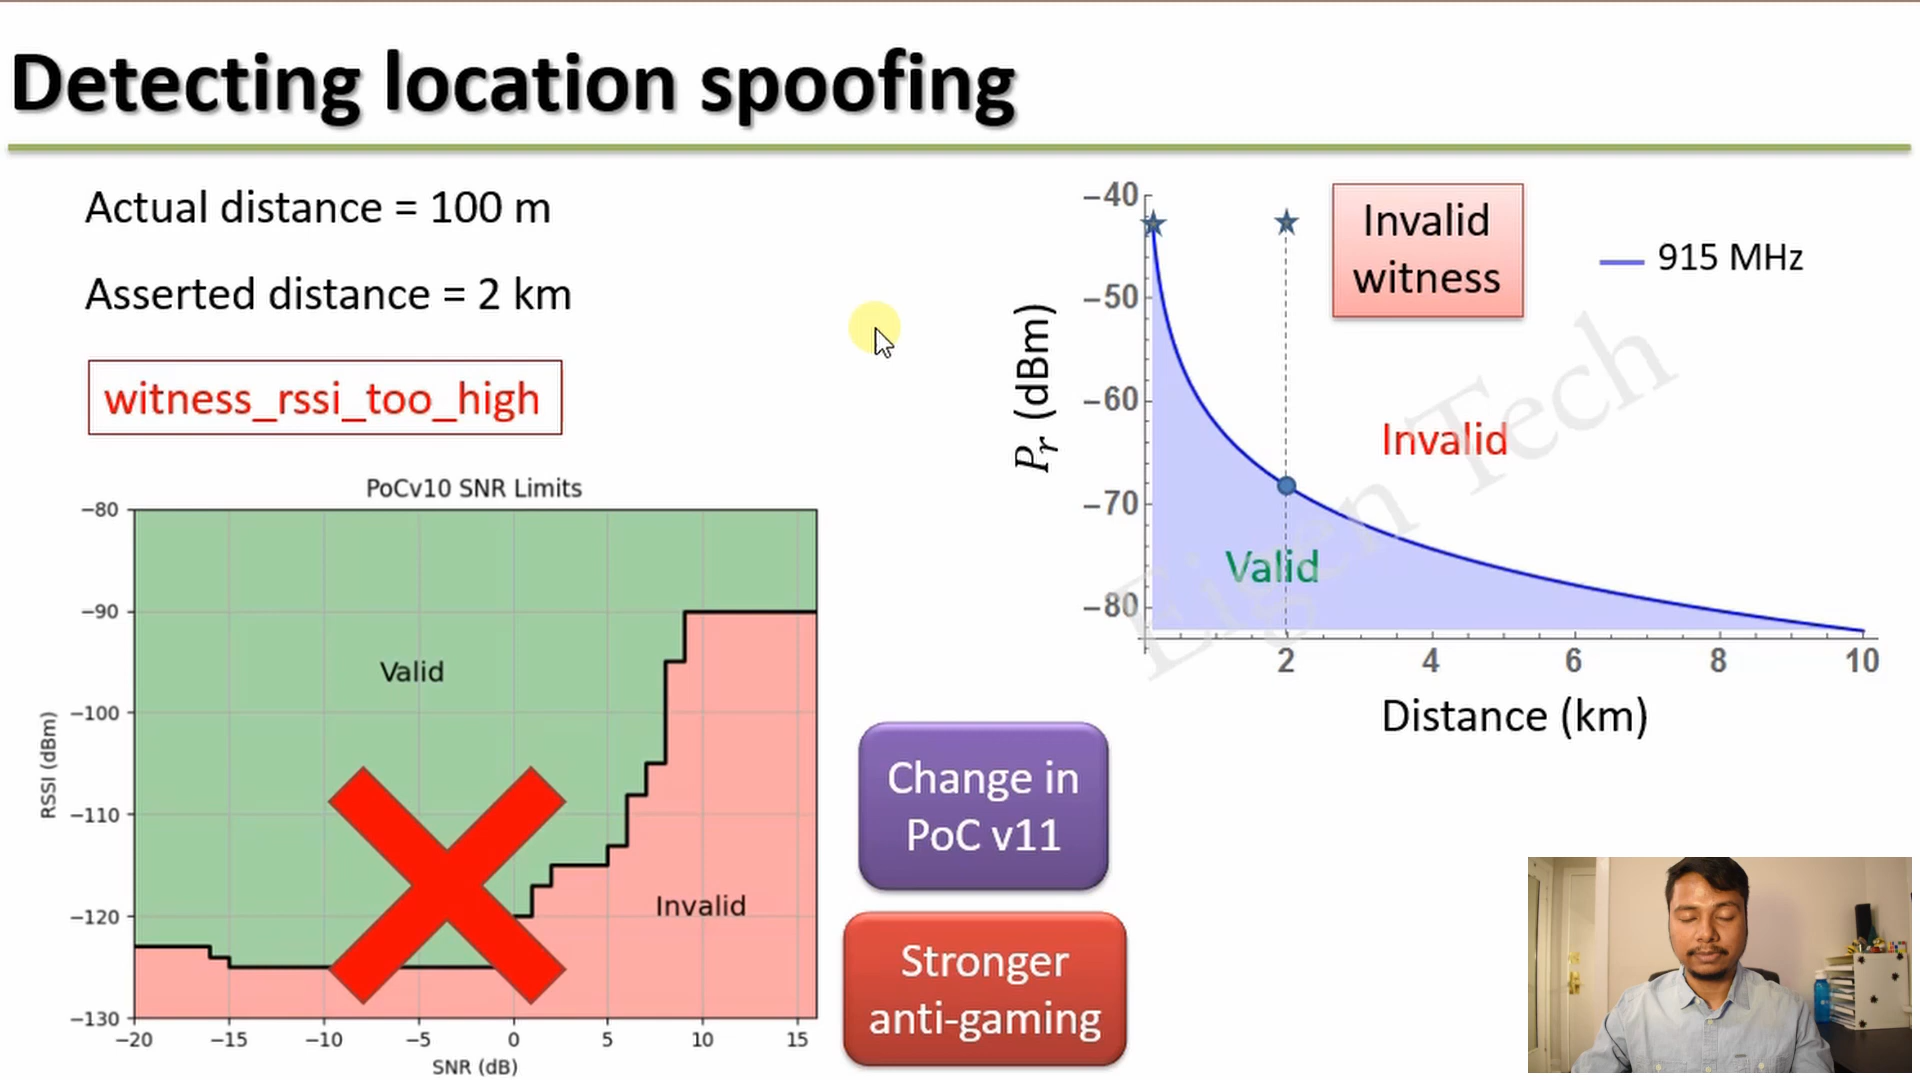 Detecting location spoofing
Actual distance = 100 m
Asserted distance = 2 km
witness_rssi_too_high
PoCv10 SNR Limits
−80
−90
−100
−110
−120
−130
RSSI (dBm)
Valid
Invalid
−20
−15
−10
−5
0
5
10
15
SNR (dB)
Change in
PoC v11
Stronger
anti-gaming
−40
−50
−60
−70
−80
Pr (dBm)
Invalid
witness
915 MHz
Invalid
Valid
Eigen Tech
2
4
6
8
10
Distance (km)